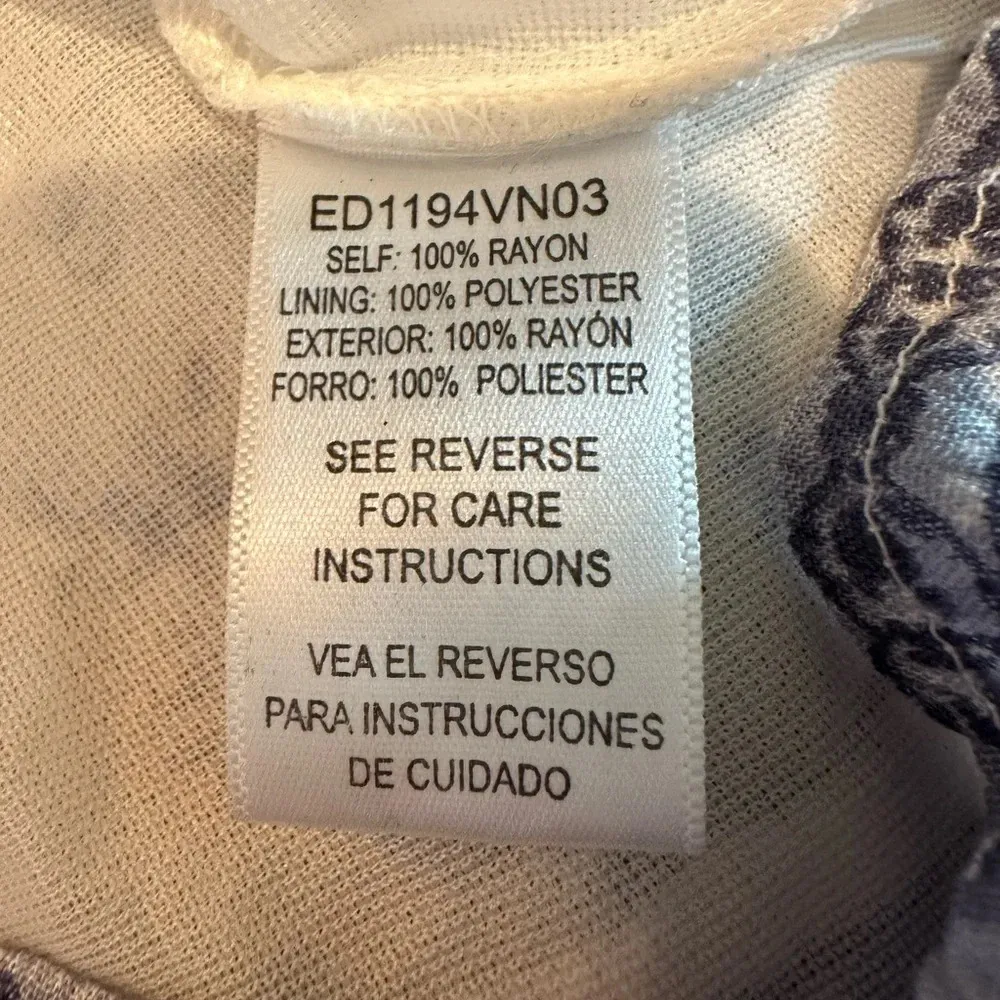 ED1194VN03
SELF: 100% RAYON
LINING: 100% POLYESTER
EXTERIOR: 100% RAYÓN
FORRO: 100% POLIESTER
SEE REVERSE
FOR CARE
INSTRUCTIONS
VEA EL REVERSO
PARA INSTRUCCIONES
DE CUIDADO